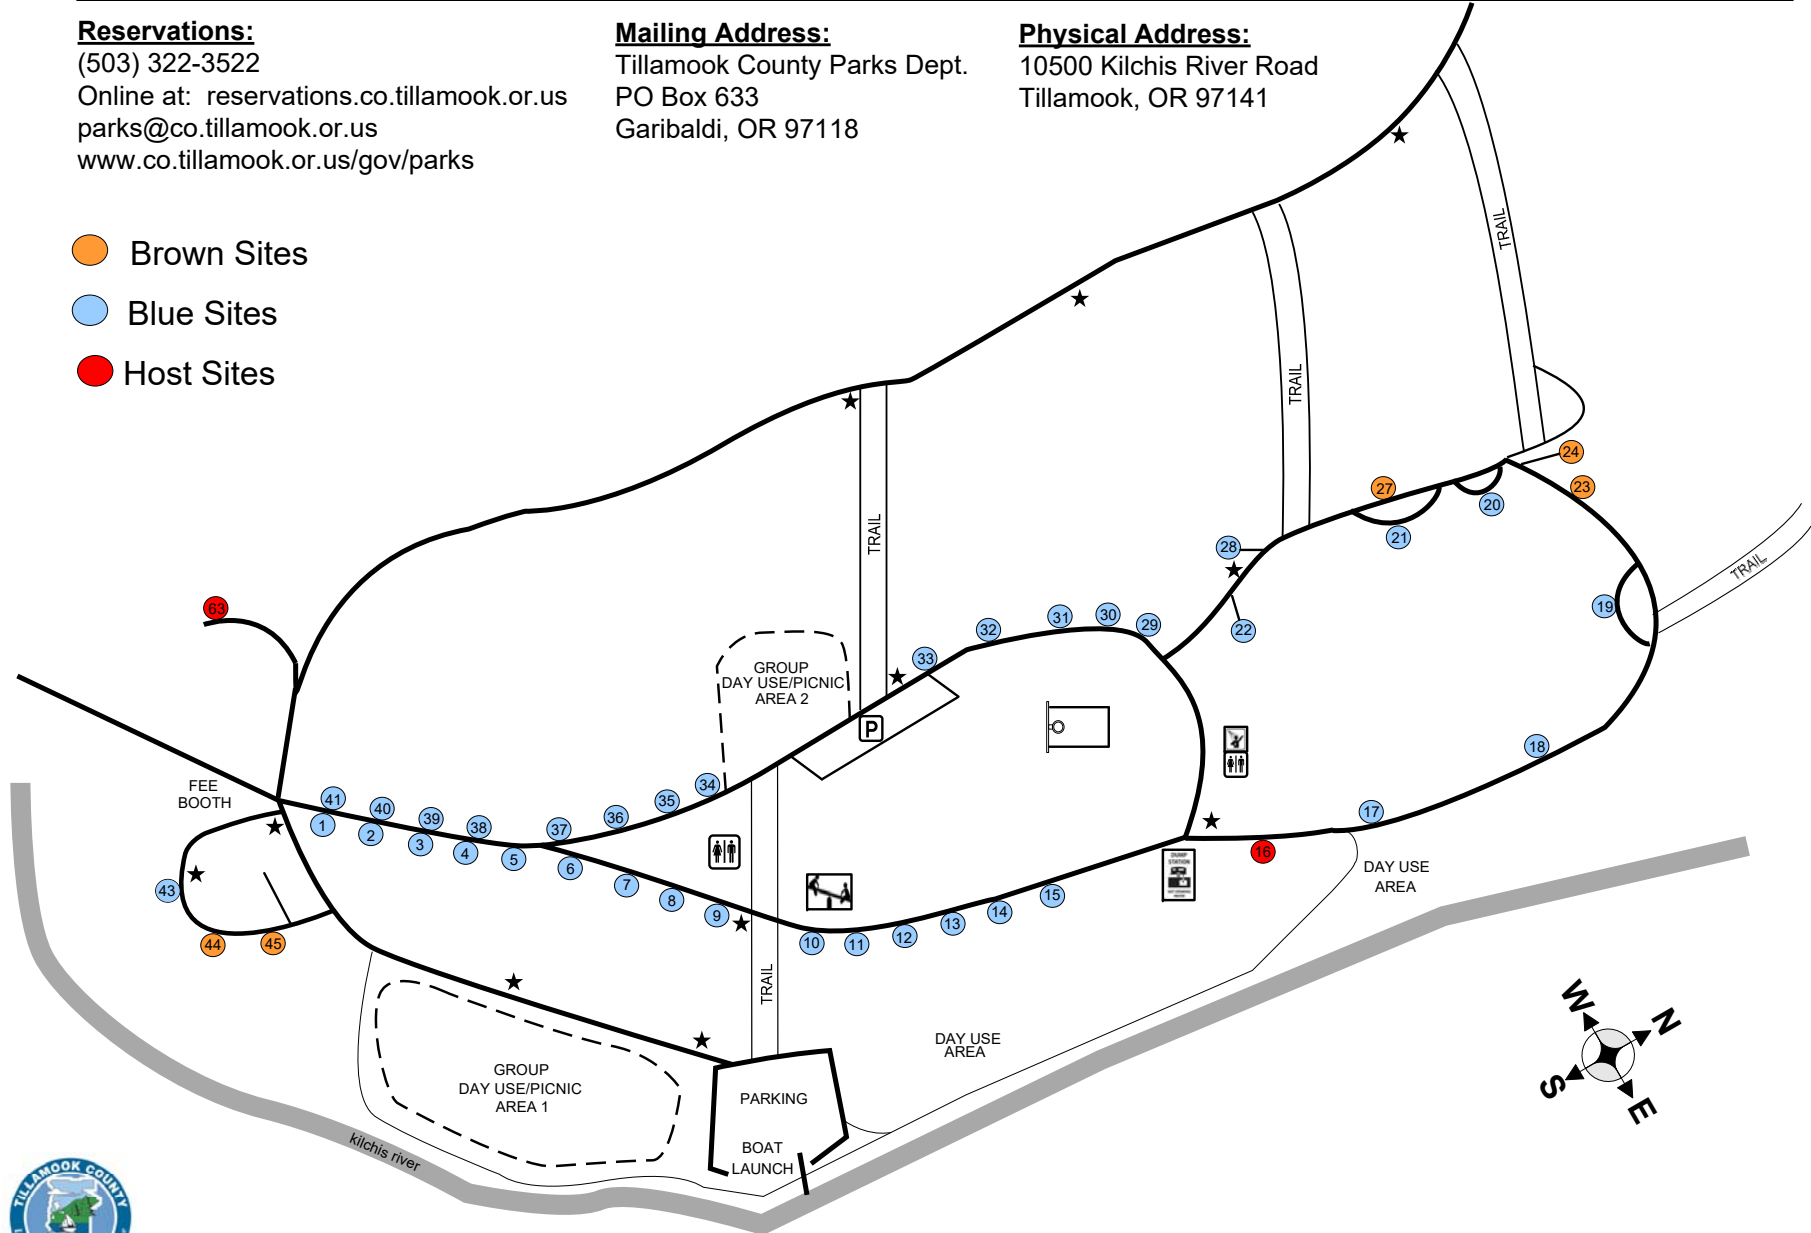 Reservations:
(503) 322-3522
Online at: reservations.co.tillamook.or.us
parks@co.tillamook.or.us
www.co.tillamook.or.us/gov/parks
Mailing Address:
Tillamook County Parks Dept.
PO Box 633
Garibaldi, OR 97118
Physical Address:
10500 Kilchis River Road
Tillamook, OR 97141
Brown Sites
Blue Sites
Host Sites
TRAIL
TRAIL
24
27
23
20
21
28
TRAIL
TRAIL
63
19
31
30
29
22
32
33
GROUP
DAY USE/PICNIC
AREA 2
P
18
FEE
BOOTH
34
41
40
39
38
37
36
35
1
2
3
4
5
6
7
8
9
17
16
DUMP
STATION
DAY USE
AREA
43
44
45
10
11
12
13
14
15
TRAIL
DAY USE
AREA
GROUP
DAY USE/PICNIC
AREA 1
PARKING
BOAT
LAUNCH
kilchis river
W
N
S
E
TILLAMOOK COUNTY